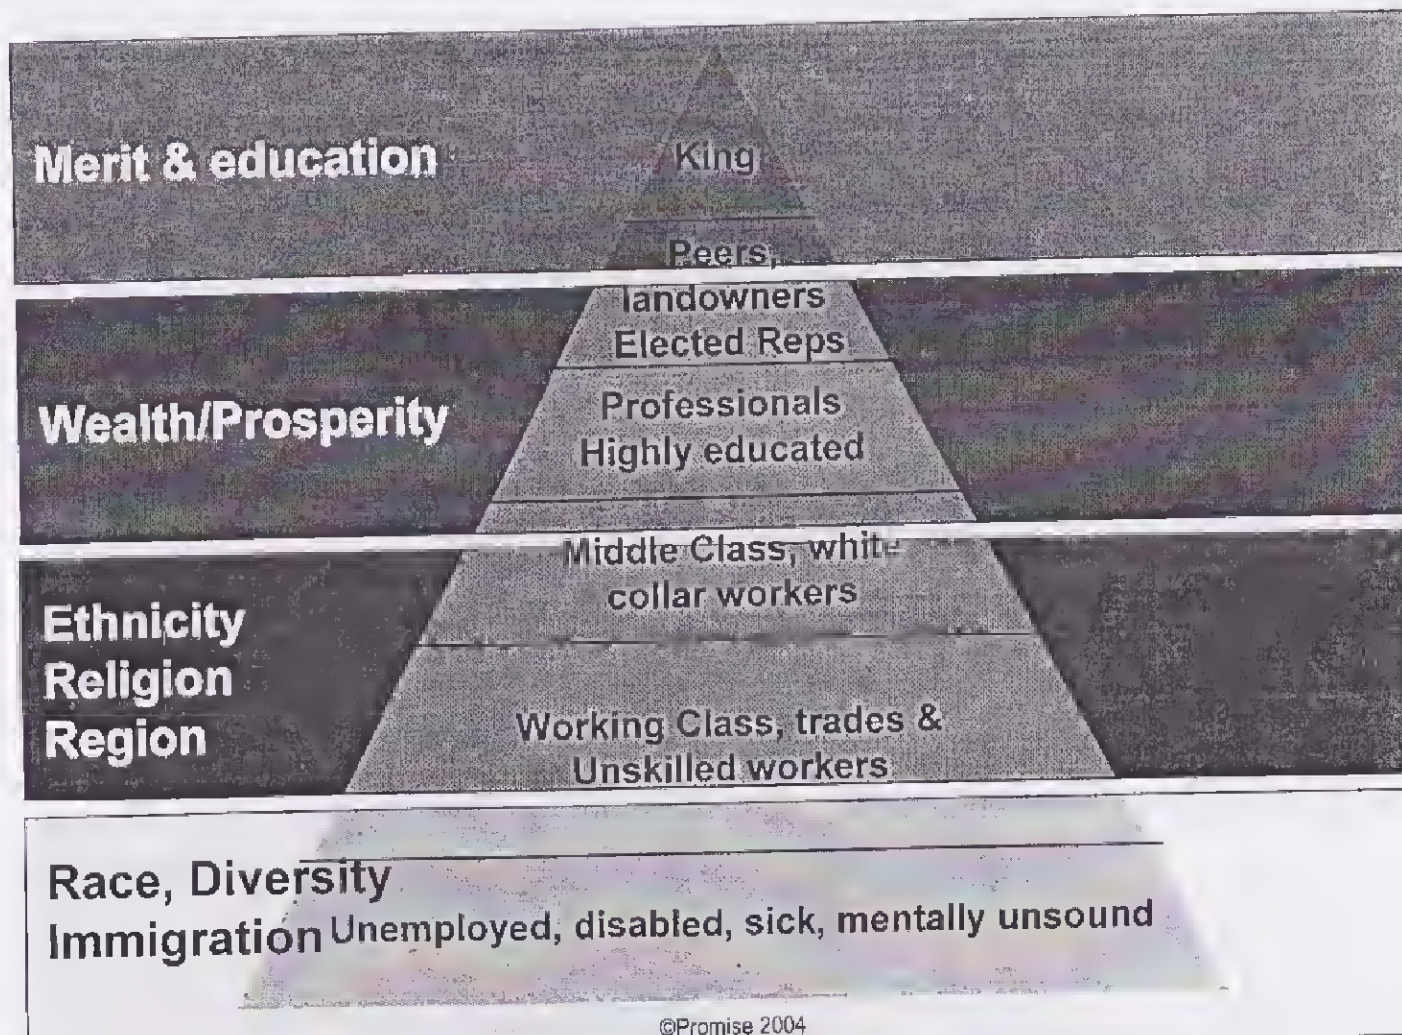 Merit & education
King
Peers,
landowners
Elected Reps
Wealth/Prosperity
Professionals
Highly educated
Middle Class, white
collar workers
Ethnicity
Religion
Region
Working Class, trades &
Unskilled workers
Race, Diversity
Immigration
Unemployed, disabled, sick, mentally unsound
©Promise 2004